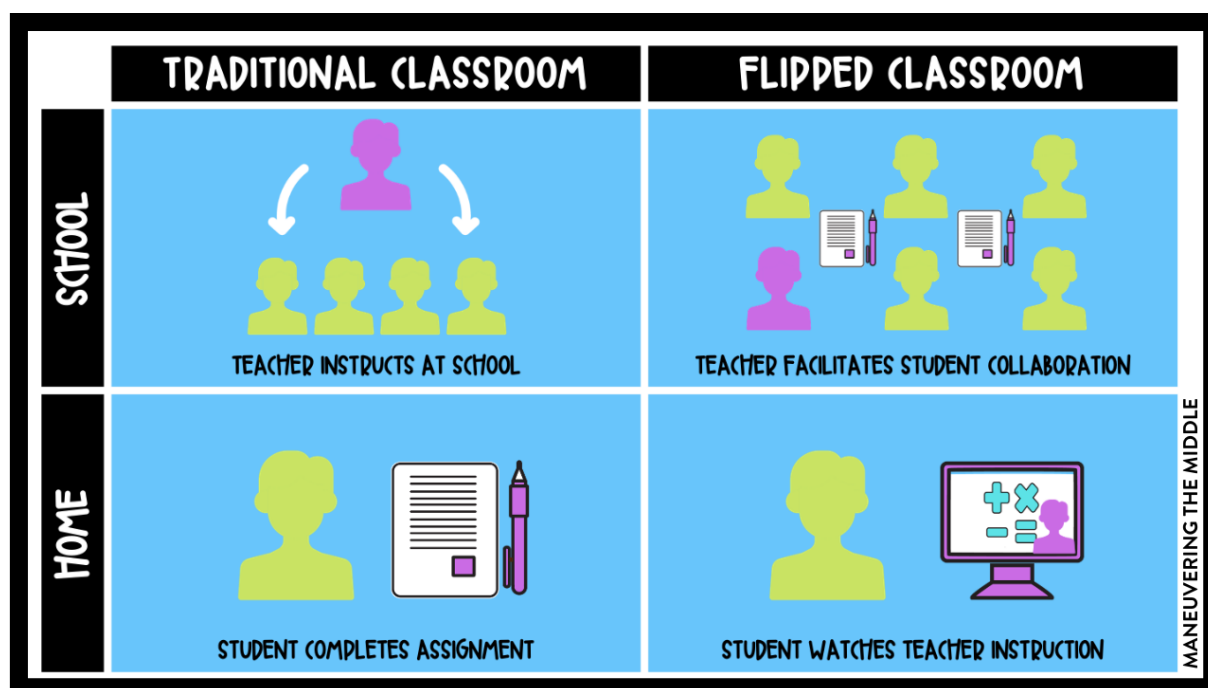 TRADITIONAL CLASSROOM
FLIPPED CLASSROOM
SCHOOL
TEACHER INSTRUCTS AT SCHOOL
TEACHER FACILITATES STUDENT COLLABORATION
HOME
STUDENT COMPLETES ASSIGNMENT
STUDENT WATCHES TEACHER INSTRUCTION
MANEUVERING THE MIDDLE